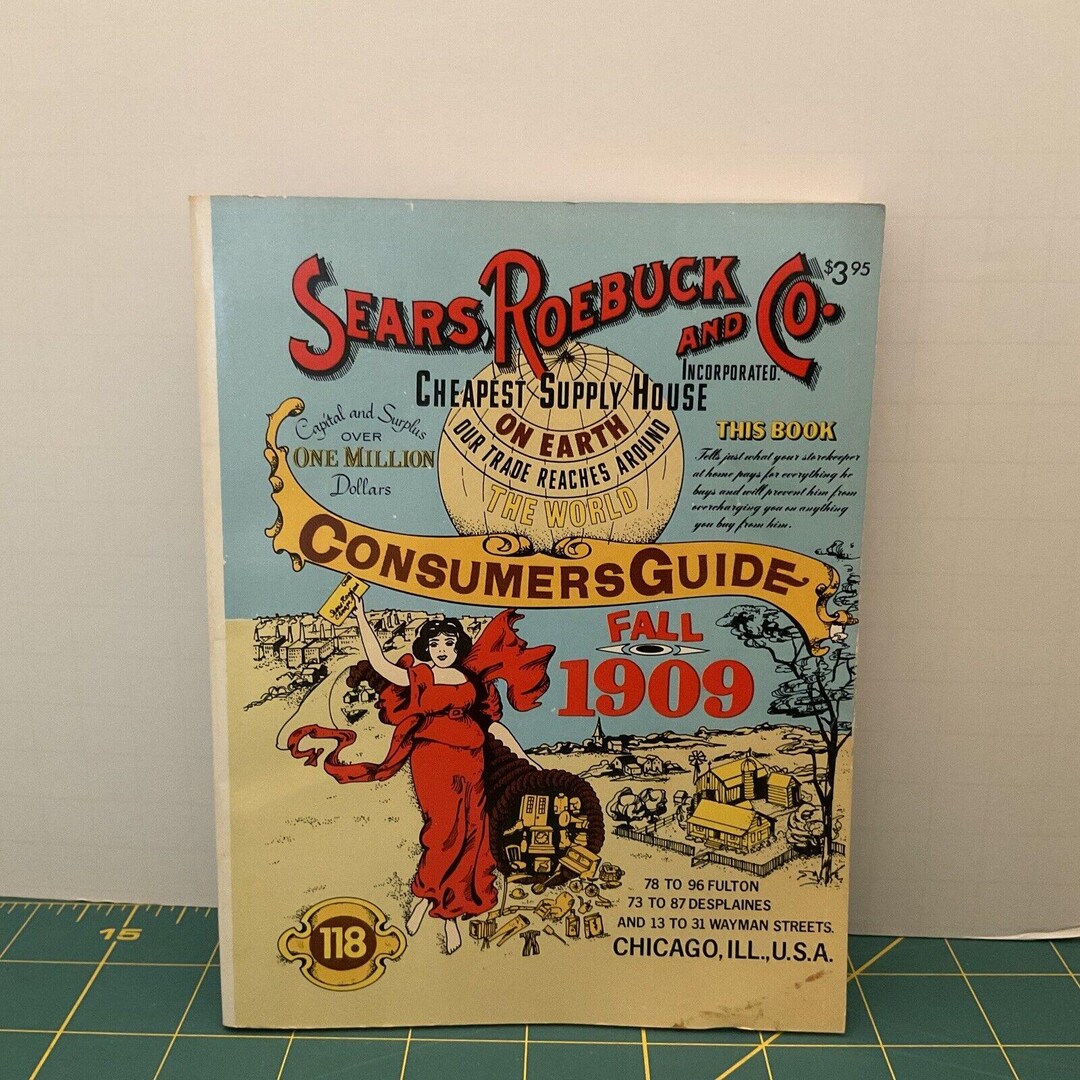 SEARS, ROEBUCK AND CO.
$3.95
INCORPORATED.
CHEAPEST SUPPLY HOUSE
ON EARTH
OUR TRADE REACHES AROUND
THE WORLD
Capital and Surplus
OVER
ONE MILLION
Dollars
THIS BOOK
Tells just what your storekeeper
at home pays for everything he
buys and will prevent him from
overcharging you on anything
you buy from him.
CONSUMERS GUIDE
FALL
1909
78 TO 96 FULTON
73 TO 87 DESPLAINES
AND 13 TO 31 WAYMAN STREETS.
CHICAGO, ILL., U.S.A.
118
15